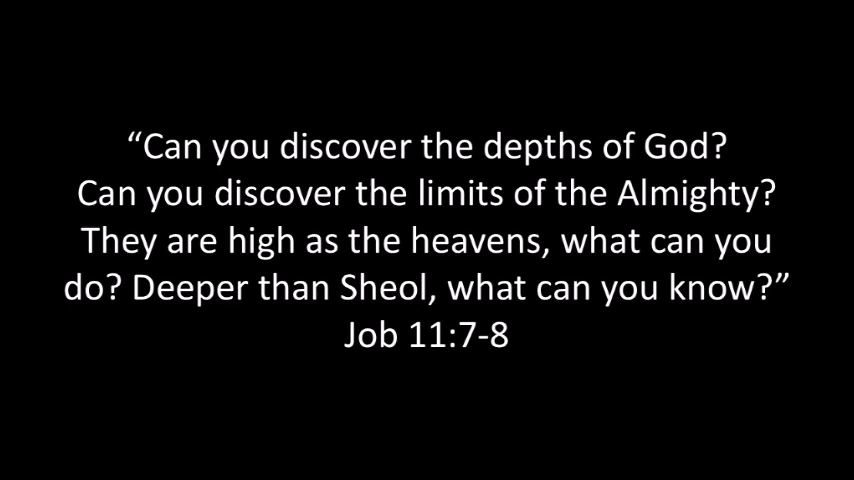 “Can you discover the depths of God?
Can you discover the limits of the Almighty?
They are high as the heavens, what can you
do? Deeper than Sheol, what can you know?”
Job 11:7-8